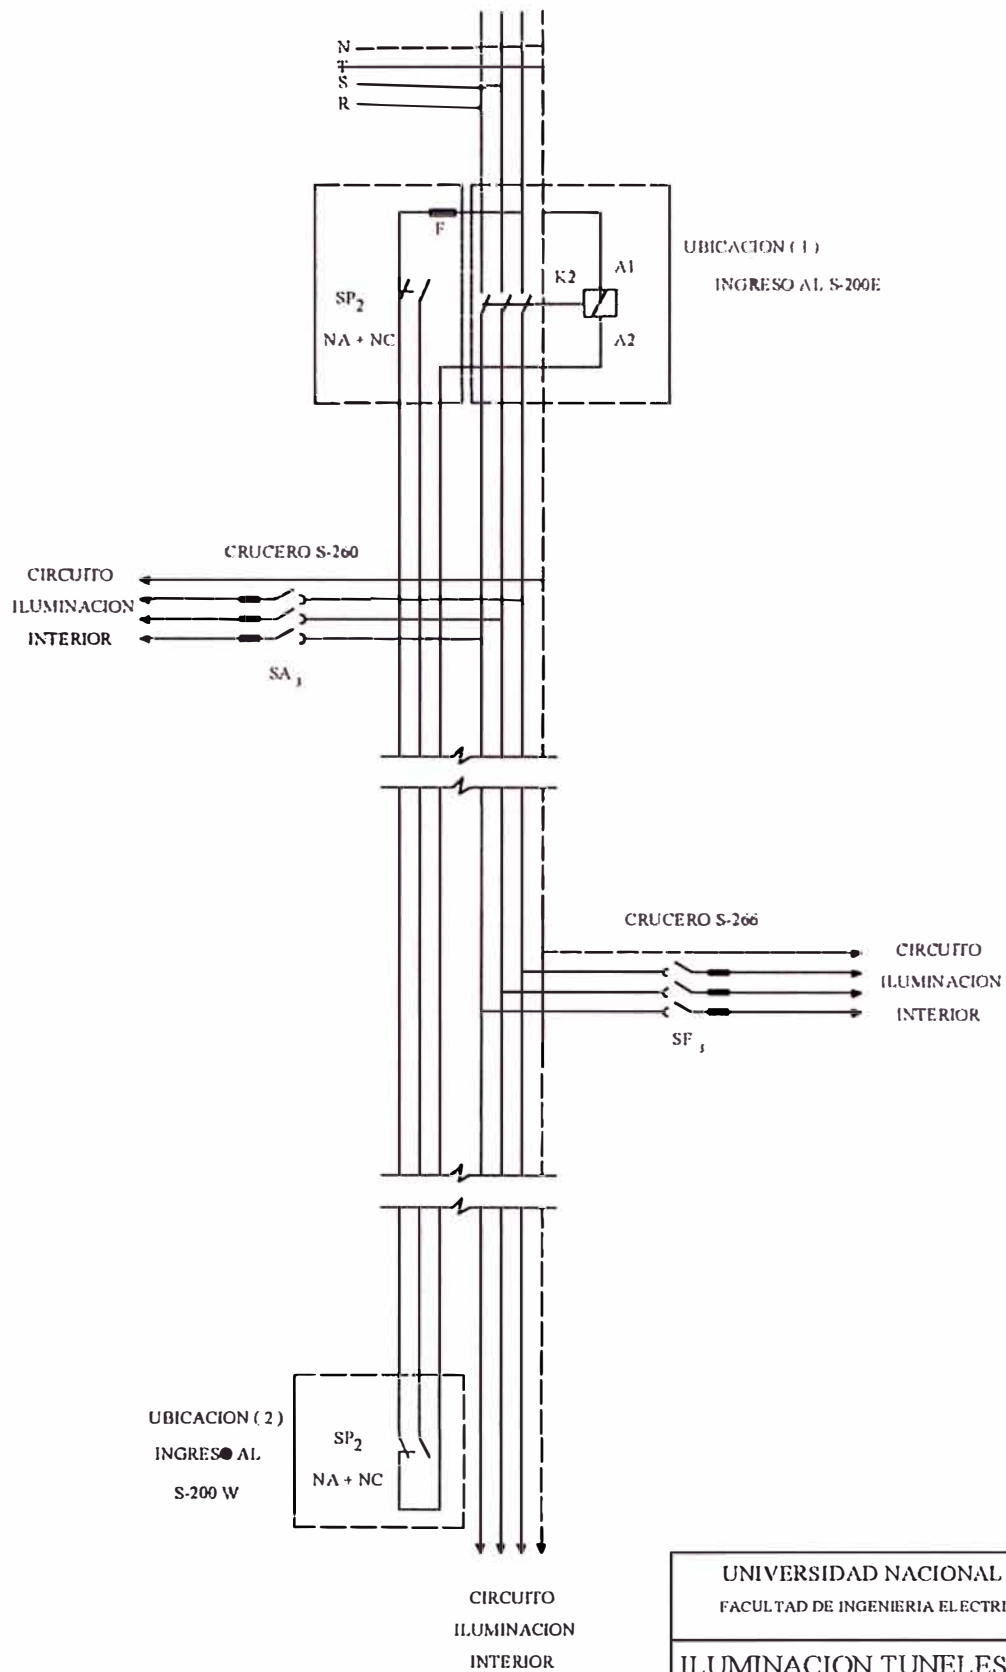 N
T
S
R
F
UBICACION ( 1 )
INGRESO AL S-200E
K2
A1
A2
SP2
NA + NC
CRUCERO S-260
CIRCUITO
ILUMINACION
INTERIOR
SA3
CRUCERO S-266
CIRCUITO
ILUMINACION
INTERIOR
SF3
UBICACION ( 2 )
INGRESO AL
S-200 W
SP2
NA + NC
CIRCUITO
ILUMINACION
INTERIOR
UNIVERSIDAD NACIONAL
FACULTAD DE INGENIERIA ELECTRI
ILUMINACION TUNELES